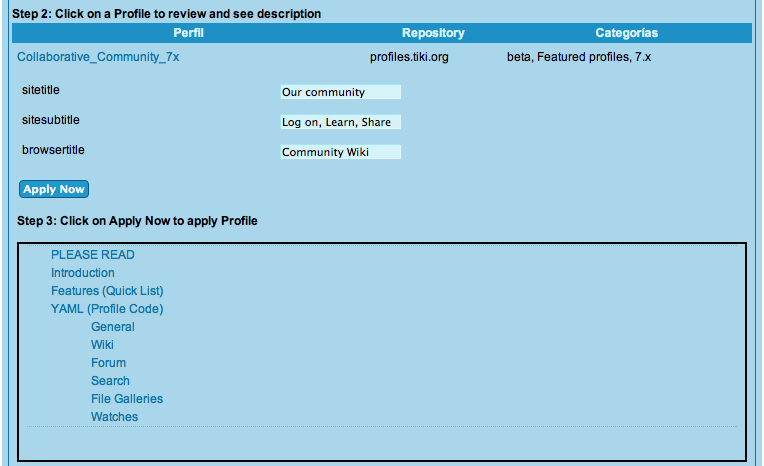 Step 2: Click on a Profile to review and see description
Perfil Repository Categorías
Collaborative_Community_7x profiles.tiki.org beta, Featured profiles, 7.x
sitetitle Our community
sitesubtitle Log on, Learn, Share
browsertitle Community Wiki
Apply Now
Step 3: Click on Apply Now to apply Profile
PLEASE READ
Introduction
Features (Quick List)
YAML (Profile Code)
General
Wiki
Forum
Search
File Galleries
Watches